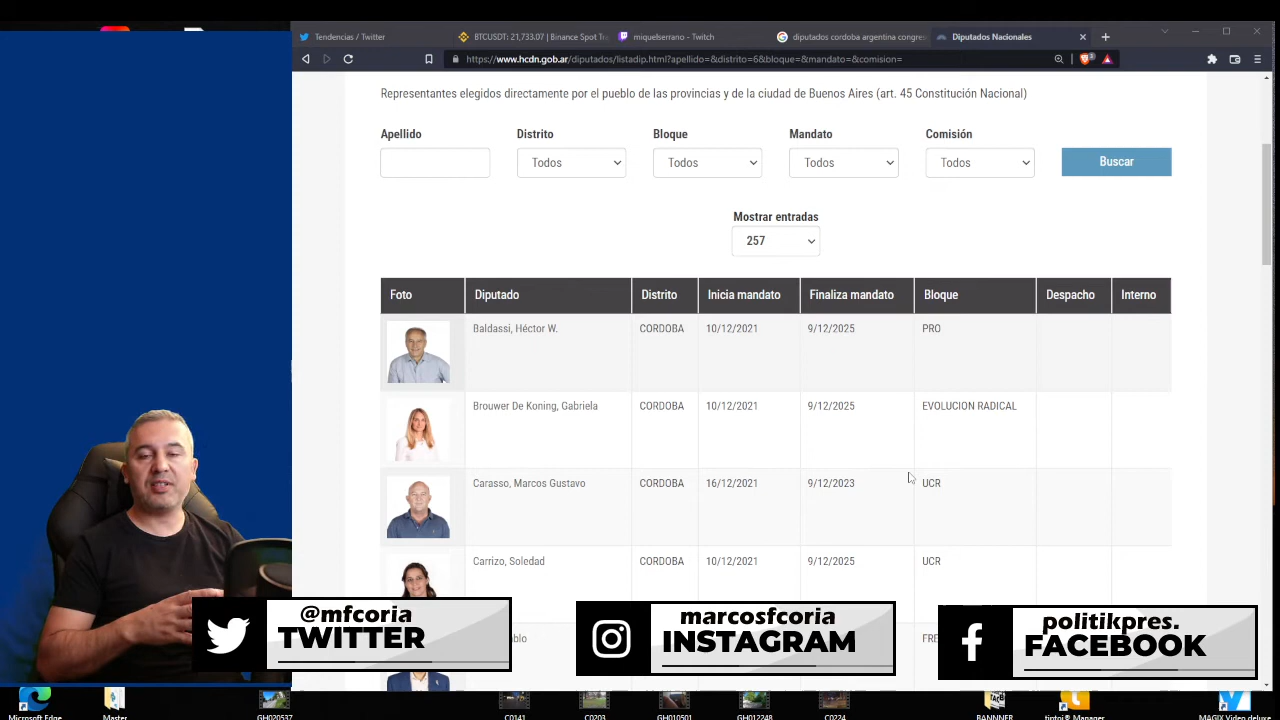 Tendencias / Twitter
BTCUSDT: 21,733.07 | Binance Spot Tr
miquelserrano - Twitch
diputados cordoba argentina congres
Diputados Nacionales
https://www.hcdn.gob.ar/diputados/listadip.html?apellido=&distrito=6&bloque=&mandato=&comision=
Representantes elegidos directamente por el pueblo de las provincias y de la ciudad de Buenos Aires (art. 45 Constitución Nacional)
Apellido Distrito Bloque Mandato Comisión
Todos Todos Todos Todos Buscar
Mostrar entradas
257
Foto Diputado Distrito Inicia mandato Finaliza mandato Bloque Despacho Interno
Baldassi, Héctor W. CORDOBA 10/12/2021 9/12/2025 PRO
Brouwer De Koning, Gabriela CORDOBA 10/12/2021 9/12/2025 EVOLUCION RADICAL
Carasso, Marcos Gustavo CORDOBA 16/12/2021 9/12/2023 UCR
Carrizo, Soledad CORDOBA 10/12/2021 9/12/2025 UCR
@mfcoria
TWITTER
marcosfcoria
INSTAGRAM
politikpres.
FACEBOOK
Microsoft Edge Master GH020537 C0141 C0203 GH010501 GH012248 C0224 BANNNER tiptoi® Manager MAGIX Video deluxe